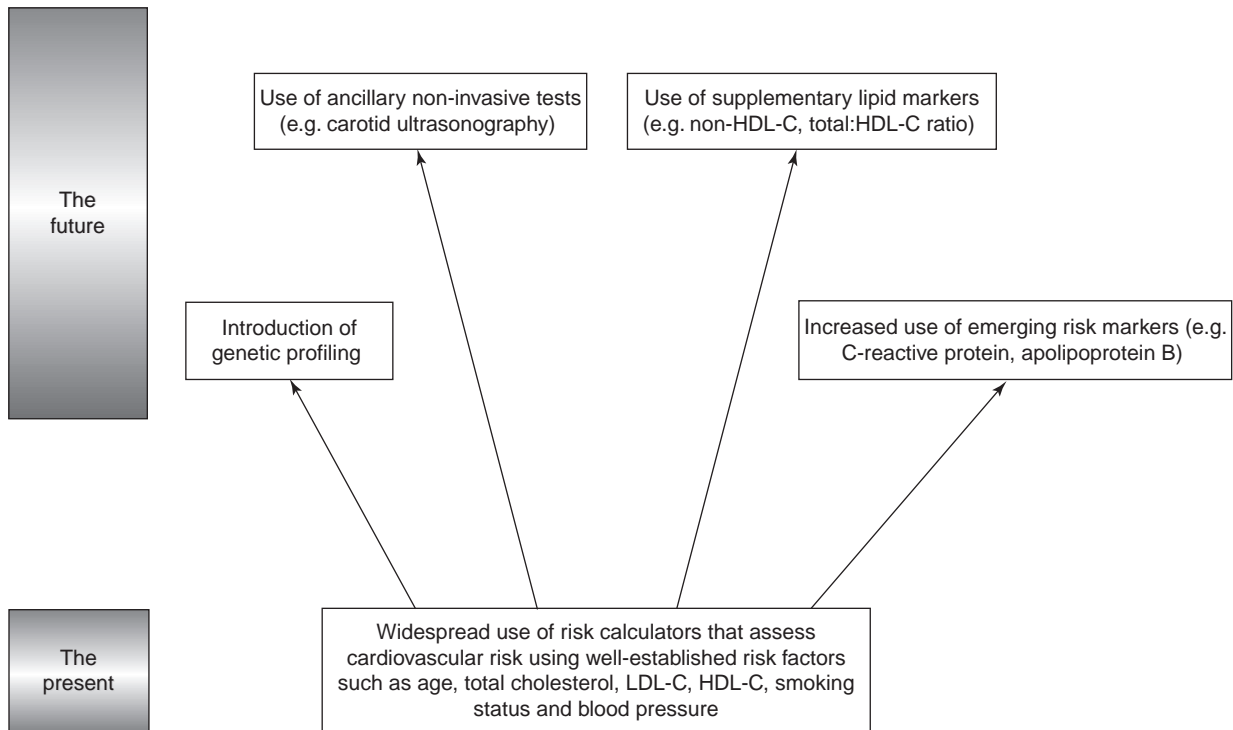 Use of ancillary non-invasive tests
(e.g. carotid ultrasonography)
Use of supplementary lipid markers
(e.g. non-HDL-C, total:HDL-C ratio)
The
future
Introduction of
genetic profiling
Increased use of emerging risk markers (e.g.
C-reactive protein, apolipoprotein B)
The
present
Widespread use of risk calculators that assess
cardiovascular risk using well-established risk factors
such as age, total cholesterol, LDL-C, HDL-C, smoking
status and blood pressure